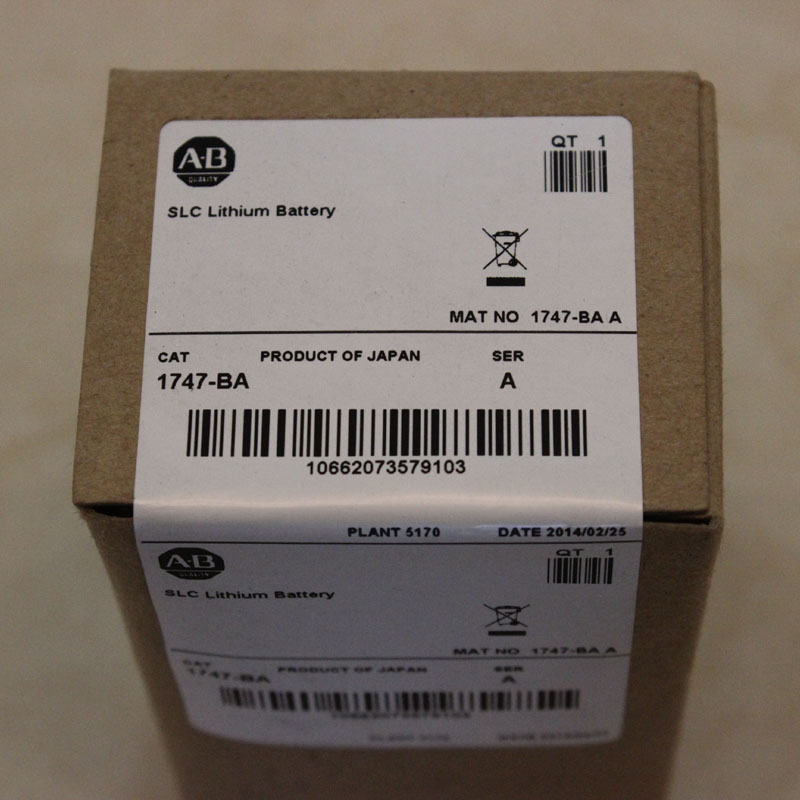 A·B
QUALITY
QT 1
SLC Lithium Battery
MAT NO 1747-BA A
CAT PRODUCT OF JAPAN SER
1747-BA A
10662073579103
PLANT 5170 DATE 2014/02/25
A·B
QT 1
SLC Lithium Battery
MAT NO 1747-BA A
CAT PRODUCT OF JAPAN SER
1747-BA A
10662073579103